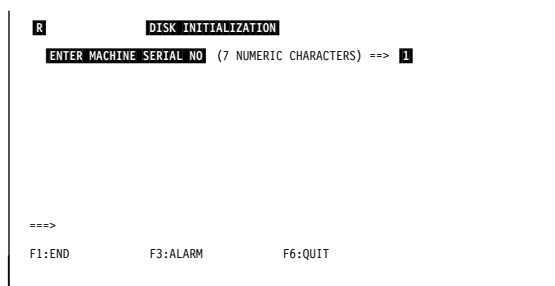 R DISK INITIALIZATION
ENTER MACHINE SERIAL NO (7 NUMERIC CHARACTERS) ==> 1
===>
F1:END F3:ALARM F6:QUIT